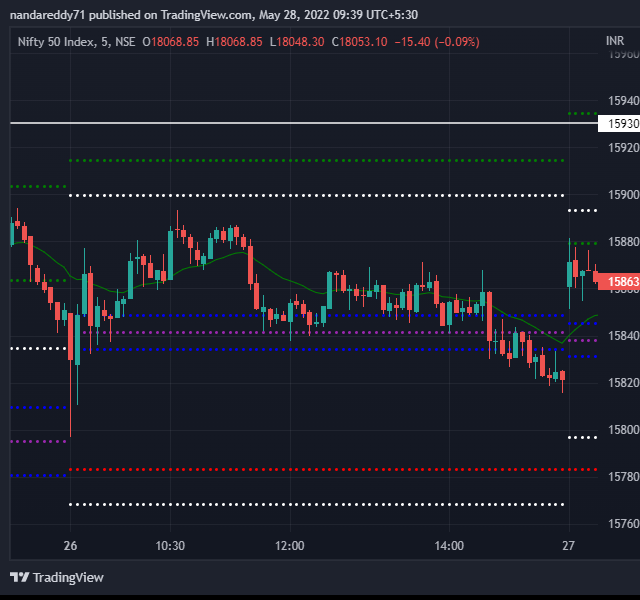 nandareddy71 published on TradingView.com, May 28, 2022 09:39 UTC+5:30
Nifty 50 Index, 5, NSE O18068.85 H18068.85 L18048.30 C18053.10 −15.40 (−0.09%)
INR
15960
15940
15930
15920
15900
15880
15863
15860
15840
15820
15800
15780
15760
26 10:30 12:00 14:00 27
TradingView